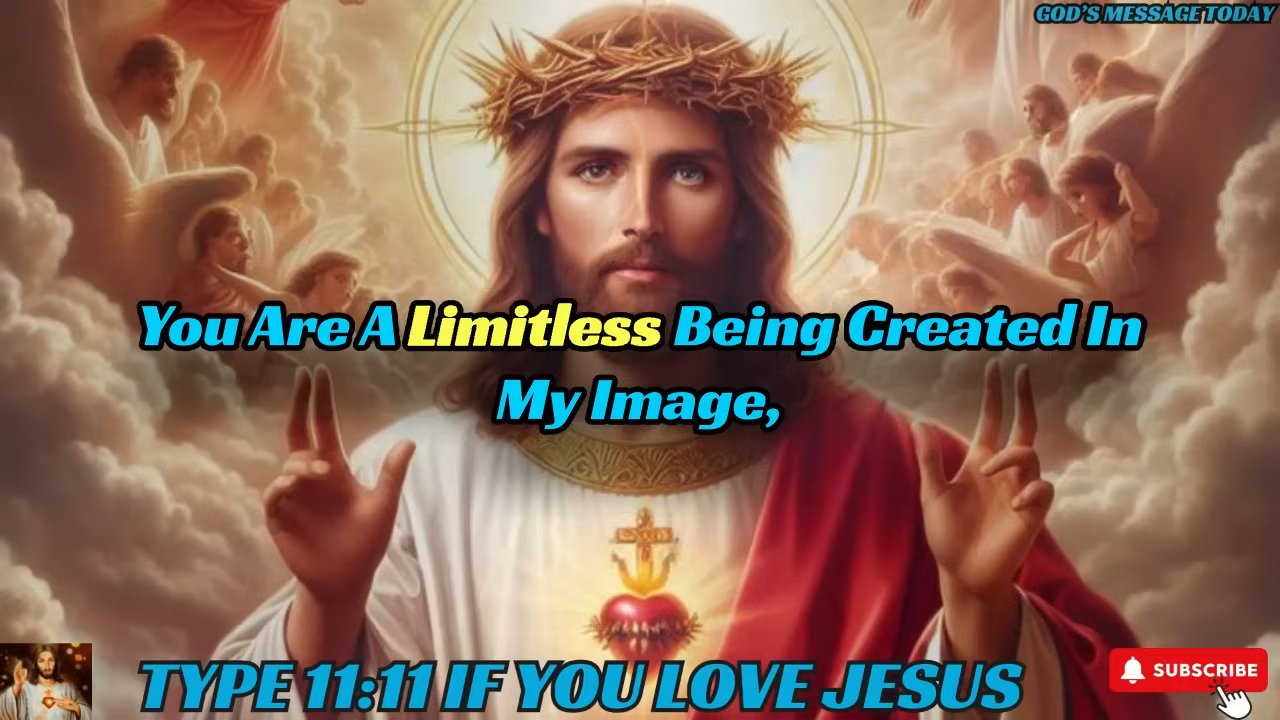 GOD'S MESSAGE TODAY
You Are A Limitless Being Created In
My Image,
TYPE 11:11 IF YOU LOVE JESUS
SUBSCRIBE